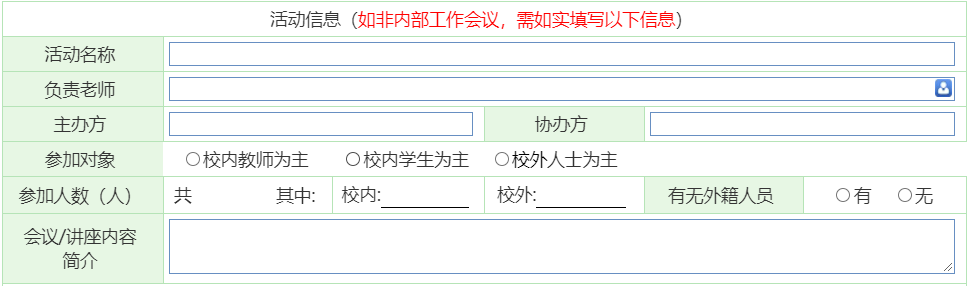 活动信息（如非内部工作会议，需如实填写以下信息）
活动名称
负责老师
主办方 协办方
参加对象 校内教师为主 校内学生为主 校外人士为主
参加人数（人） 共 其中: 校内: 校外: 有无外籍人员 有 无
会议/讲座内容
简介